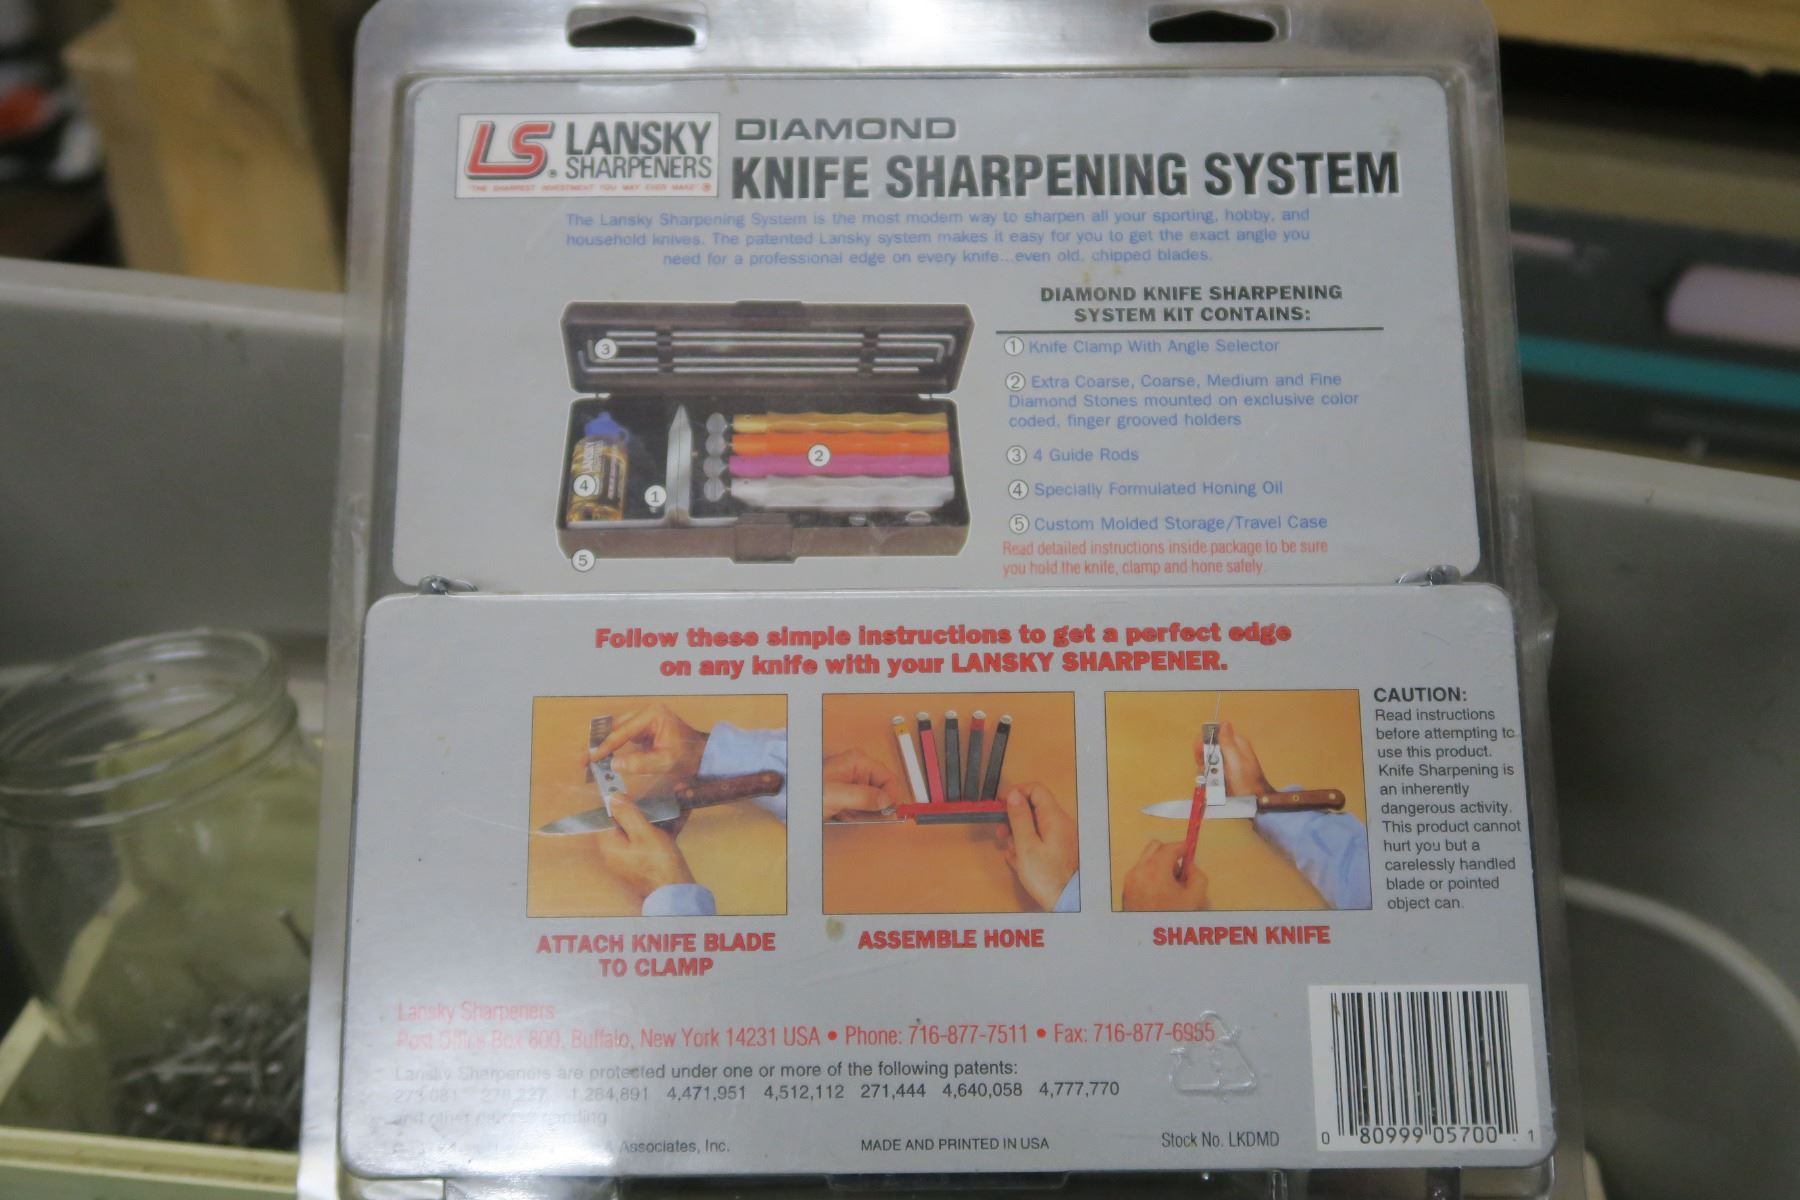 LS® LANSKY
SHARPENERS
"THE SHARPEST INVESTMENT YOU MAY EVER MAKE"®
DIAMOND
KNIFE SHARPENING SYSTEM
The Lansky Sharpening System is the most modern way to sharpen all your sporting, hobby, and
household knives. The patented Lansky system makes it easy for you to get the exact angle you
need for a professional edge on every knife...even old, chipped blades.
3
2
4
1
5
DIAMOND KNIFE SHARPENING
SYSTEM KIT CONTAINS:
1 Knife Clamp With Angle Selector
2 Extra Coarse, Coarse, Medium and Fine
Diamond Stones mounted on exclusive color
coded, finger grooved holders
3 4 Guide Rods
4 Specially Formulated Honing Oil
5 Custom Molded Storage/Travel Case
Read detailed instructions inside package to be sure
you hold the knife, clamp and hone safely.
Follow these simple instructions to get a perfect edge
on any knife with your LANSKY SHARPENER.
ATTACH KNIFE BLADE
TO CLAMP
ASSEMBLE HONE
SHARPEN KNIFE
CAUTION:
Read instructions
before attempting to
use this product.
Knife Sharpening is
an inherently
dangerous activity.
This product cannot
hurt you but a
carelessly handled
blade or pointed
object can.
Lansky Sharpeners
Post Office Box 800, Buffalo, New York 14231 USA • Phone: 716-877-7511 • Fax: 716-877-6955
Lansky Sharpeners are protected under one or more of the following patents:
4,471,951 4,512,112 271,444 4,640,058 4,777,770
and other pending
Associates, Inc.
MADE AND PRINTED IN USA
Stock No. LKDMD
0 80999 05700 1